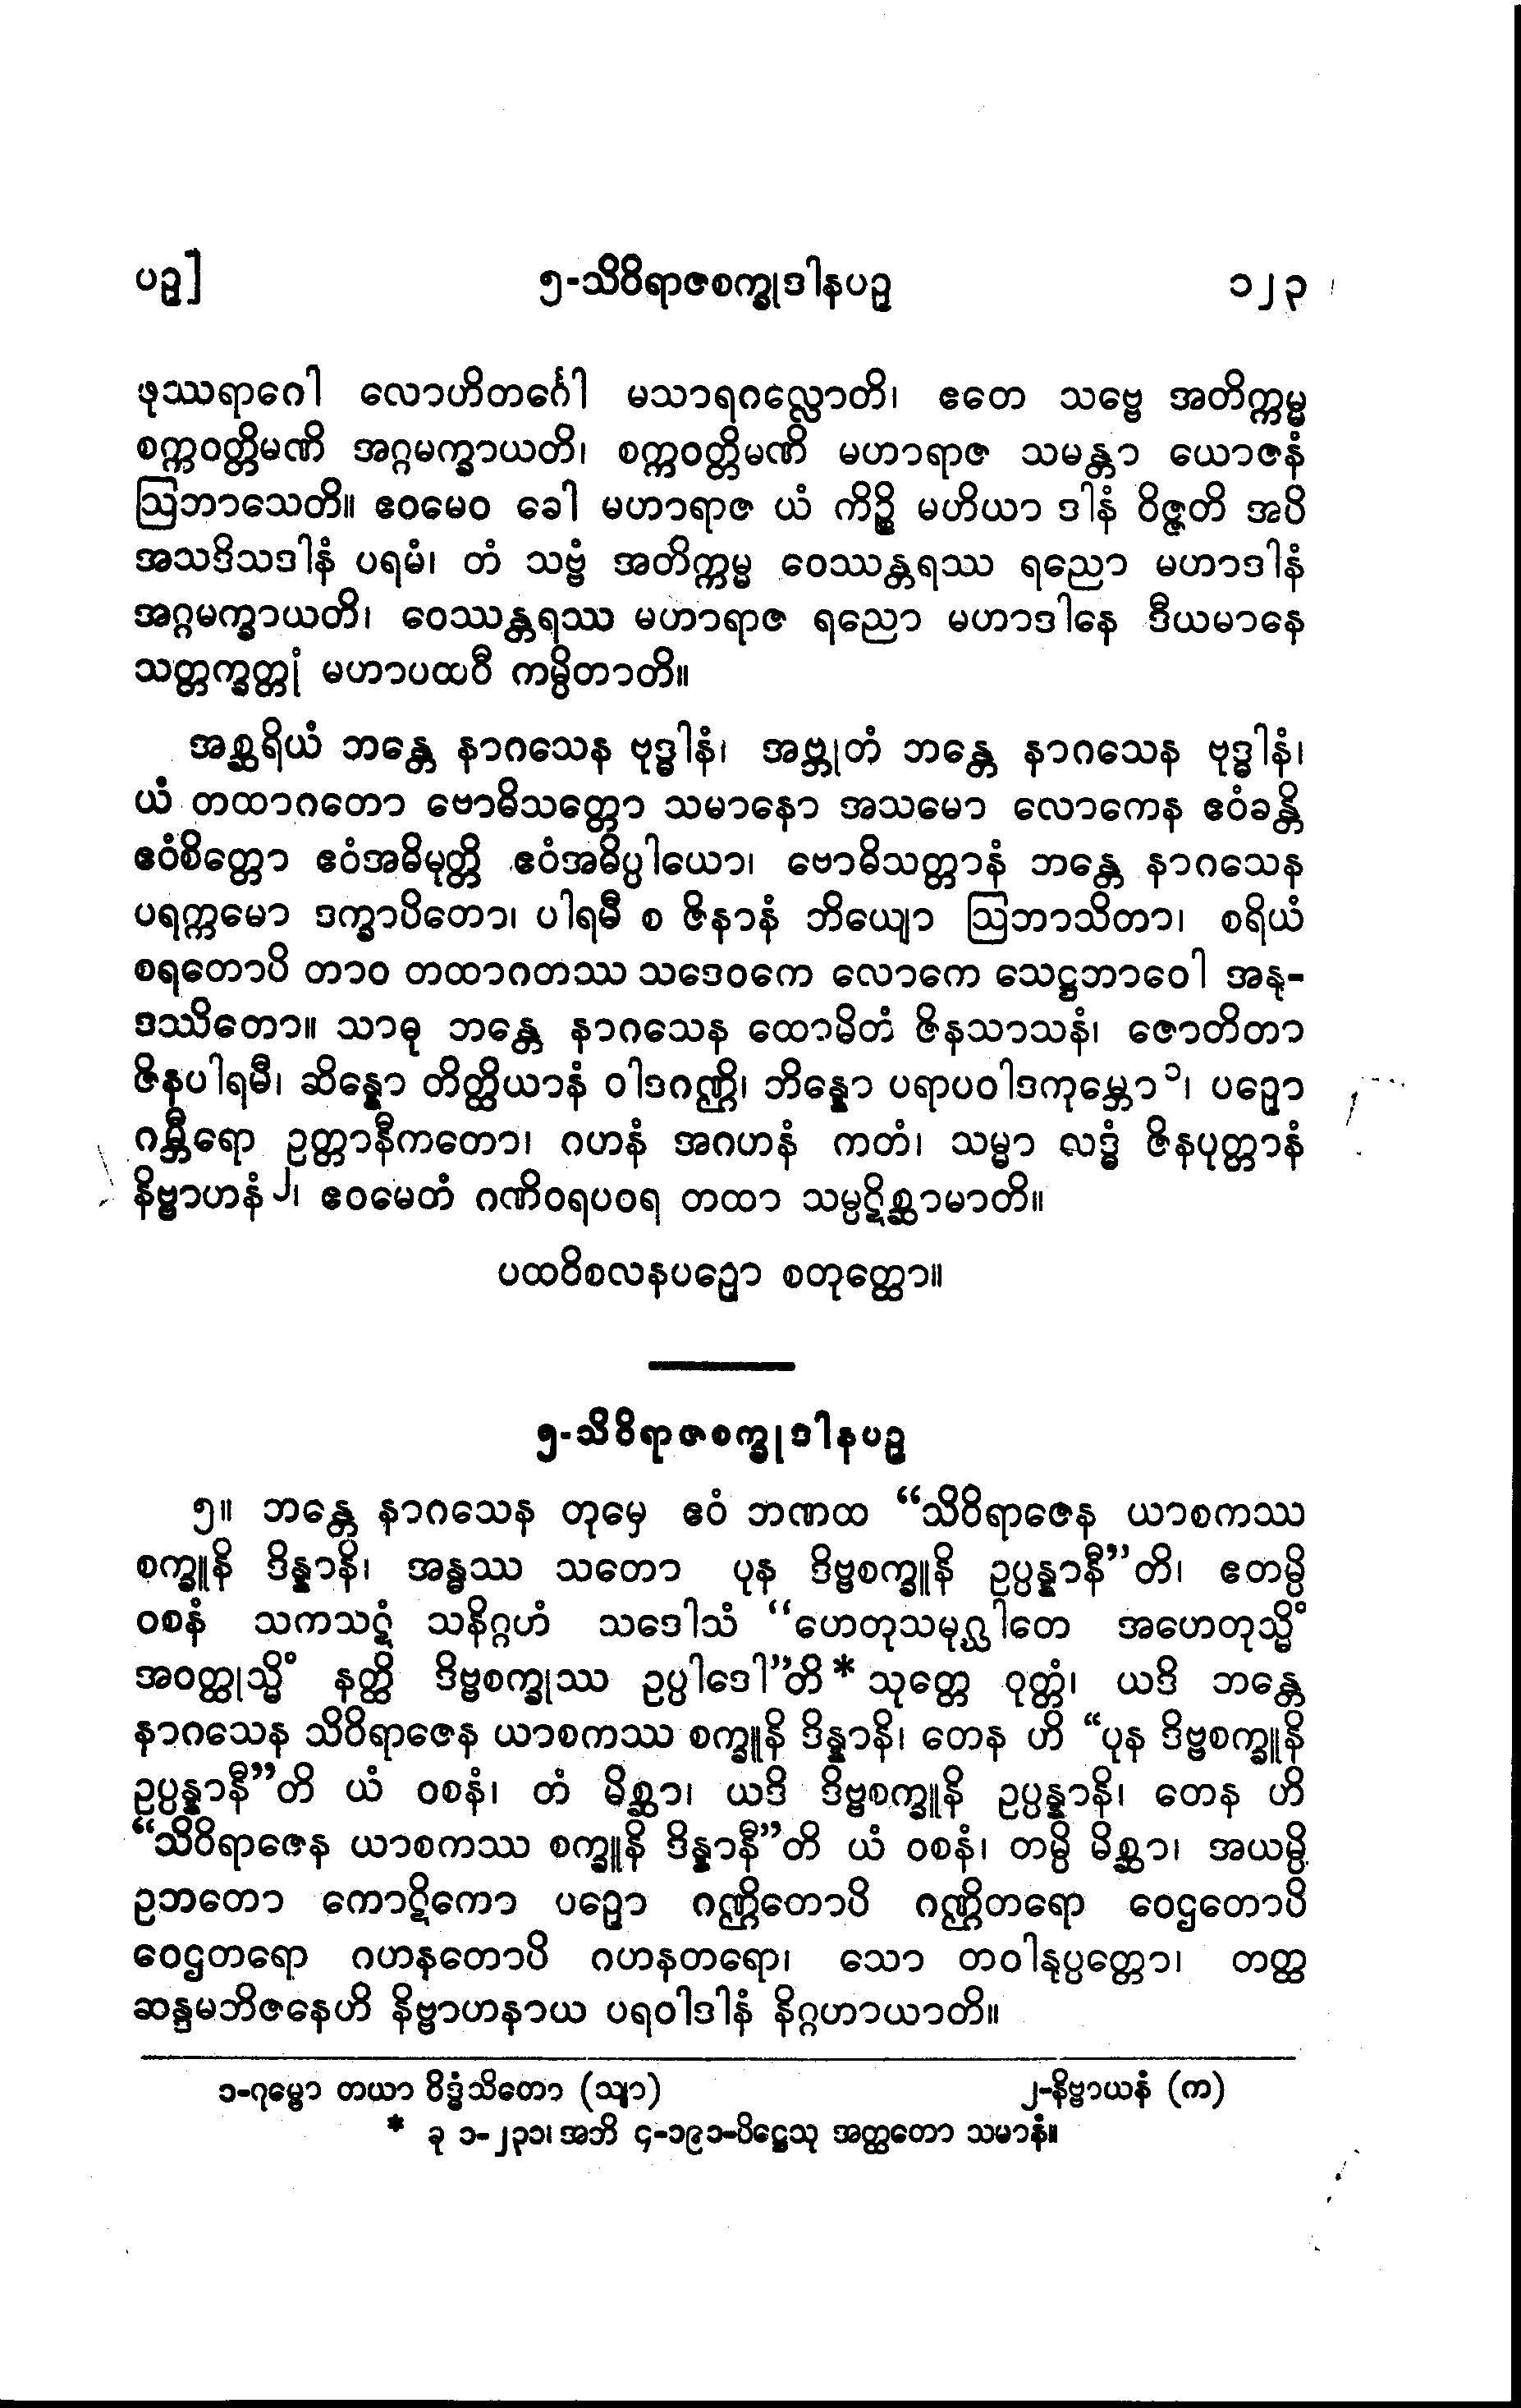 ပဉှ] ၅-သိဝိရာဇစက္ခုဒါနပဉှ ၁၂၃
ဖုဿရာဂေါ လောဟိတင်္ဂေါ မသာရဂလ္လောတိ၊ ဧတေ သဗ္ဗေ အတိက္ကမ္မ
စက္ကဝတ္တိမဏိ အဂ္ဂမက္ခာယတိ၊ စက္ကဝတ္တိမဏိ မဟာရာဇ သမန္တာ ယောဇနံ
ဩဘာသေတိ။ ဧဝမေဝ ခေါ မဟာရာဇ ယံ ကိဉ္စိ မဟိယာ ဒါနံ ဝိဇ္ဇတိ အပိ
အသဒိသဒါနံ ပရမံ၊ တံ သဗ္ဗံ အတိက္ကမ္မ ဝေဿန္တရဿ ရညော မဟာဒါနံ
အဂ္ဂမက္ခာယတိ၊ ဝေဿန္တရဿ မဟာရာဇ ရညော မဟာဒါနေ ဒီယမာနေ
သတ္တက္ခတ္တုံ မဟာပထဝီ ကမ္ပိတာတိ။
အစ္ဆရိယံ ဘန္တေ နာဂသေန ဗုဒ္ဓါနံ၊ အဗ္ဘုတံ ဘန္တေ နာဂသေန ဗုဒ္ဓါနံ၊
ယံ တထာဂတော ဗောဓိသတ္တော သမာနော အသမော လောကေန ဧဝံခန္တိ
ဧဝံစိတ္တော ဧဝံအဓိမုတ္တိ ဧဝံအဓိပ္ပါယော၊ ဗောဓိသတ္တာနံ ဘန္တေ နာဂသေန
ပရက္ကမော ဒက္ခာပိတော၊ ပါရမီ စ ဇိနာနံ ဘိယျော ဩဘာသိတာ၊ စရိယံ
စရတောပိ တာဝ တထာဂတဿ သဒေဝကေ လောကေ သေဋ္ဌဘာဝေါ အနု-
ဒဿိတော။ သာဓု ဘန္တေ နာဂသေန ထောမိတံ ဇိနသာသနံ၊ ဇောတိတာ
ဇိနပါရမီ၊ ဆိန္နော တိတ္ထိယာနံ ဝါဒဂဏ္ဌိ၊ ဘိန္နော ပရာပဝါဒကုမ္ဘော၁၊ ပဉှော
ဂမ္ဘီရော ဥတ္တာနီကတော၊ ဂဟနံ အဂဟနံ ကတံ၊ သမ္မာ လဒ္ဓံ ဇိနပုတ္တာနံ
နိဗ္ဗာဟနံ၂၊ ဧဝမေတံ ဂဏိဝရပဝရ တထာ သမ္ပဋိစ္ဆာမာတိ။
ပထဝိစလနပဉှော စတုတ္ထော။
၅-သိဝိရာဇစက္ခုဒါနပဉှ
၅။ ဘန္တေ နာဂသေန တုမှေ ဧဝံ ဘဏထ “သိဝိရာဇေန ယာစကဿ
စက္ခူနိ ဒိန္နာနိ၊ အန္ဓဿ သတော ပုန ဒိဗ္ဗစက္ခူနိ ဥပ္ပန္နာနီ”တိ၊ ဧတမ္ပိ
ဝစနံ သကသဋံ သနိဂ္ဂဟံ သဒေါသံ “ဟေတုသမုဂ္ဃါတေ အဟေတုသ္မိံ
အဝတ္ထုသ္မိံ နတ္ထိ ဒိဗ္ဗစက္ခုဿ ဥပ္ပါဒေါ”တိ* သုတ္တေ ဝုတ္တံ၊ ယဒိ ဘန္တေ
နာဂသေန သိဝိရာဇေန ယာစကဿ စက္ခူနိ ဒိန္နာနိ၊ တေန ဟိ “ပုန ဒိဗ္ဗစက္ခူနိ
ဥပ္ပန္နာနီ”တိ ယံ ဝစနံ၊ တံ မိစ္ဆာ၊ ယဒိ ဒိဗ္ဗစက္ခူနိ ဥပ္ပန္နာနိ၊ တေန ဟိ
“သိဝိရာဇေန ယာစကဿ စက္ခူနိ ဒိန္နာနီ”တိ ယံ ဝစနံ၊ တမ္ပိ မိစ္ဆာ၊ အယမ္ပိ
ဥဘတော ကောဋိကော ပဉှော ဂဏ္ဌိတောပိ ဂဏ္ဌိတရော ဝေဌတောပိ
ဝေဌတရော ဂဟနတောပိ ဂဟနတရော၊ သော တဝါနုပ္ပတ္တော၊ တတ္ထ
ဆန္ဒမဘိဇနေဟိ နိဗ္ဗာဟနာယ ပရဝါဒါနံ နိဂ္ဂဟာယာတိ။
၁-ဂုမ္ဗော တယာ ဝိဒ္ဓံသိတော (သျာ) ၂-နိဗ္ဗာယနံ (က)
* ခု ၁-၂၃၁၊ အဘိ ၄-၁၉၁-ပိဋ္ဌေသု အတ္ထတော သမာနံ။